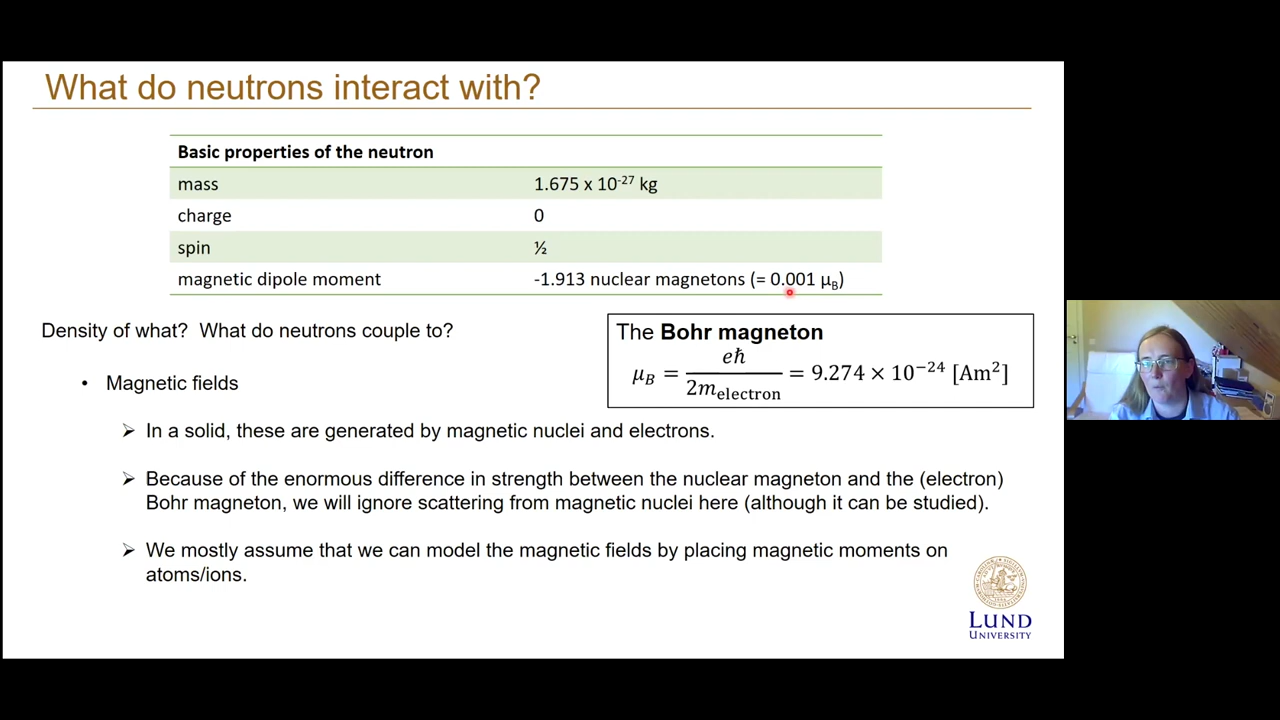 What do neutrons interact with?
Basic properties of the neutron
mass 1.675 x 10⁻²⁷ kg
charge 0
spin ½
magnetic dipole moment -1.913 nuclear magnetons (= 0.001 μ_B)
Density of what? What do neutrons couple to?
The Bohr magneton
μ_B = eℏ / 2m_electron = 9.274 × 10⁻²⁴ [Am²]
• Magnetic fields
➢ In a solid, these are generated by magnetic nuclei and electrons.
➢ Because of the enormous difference in strength between the nuclear magneton and the (electron)
Bohr magneton, we will ignore scattering from magnetic nuclei here (although it can be studied).
➢ We mostly assume that we can model the magnetic fields by placing magnetic moments on
atoms/ions.
LUND
UNIVERSITY